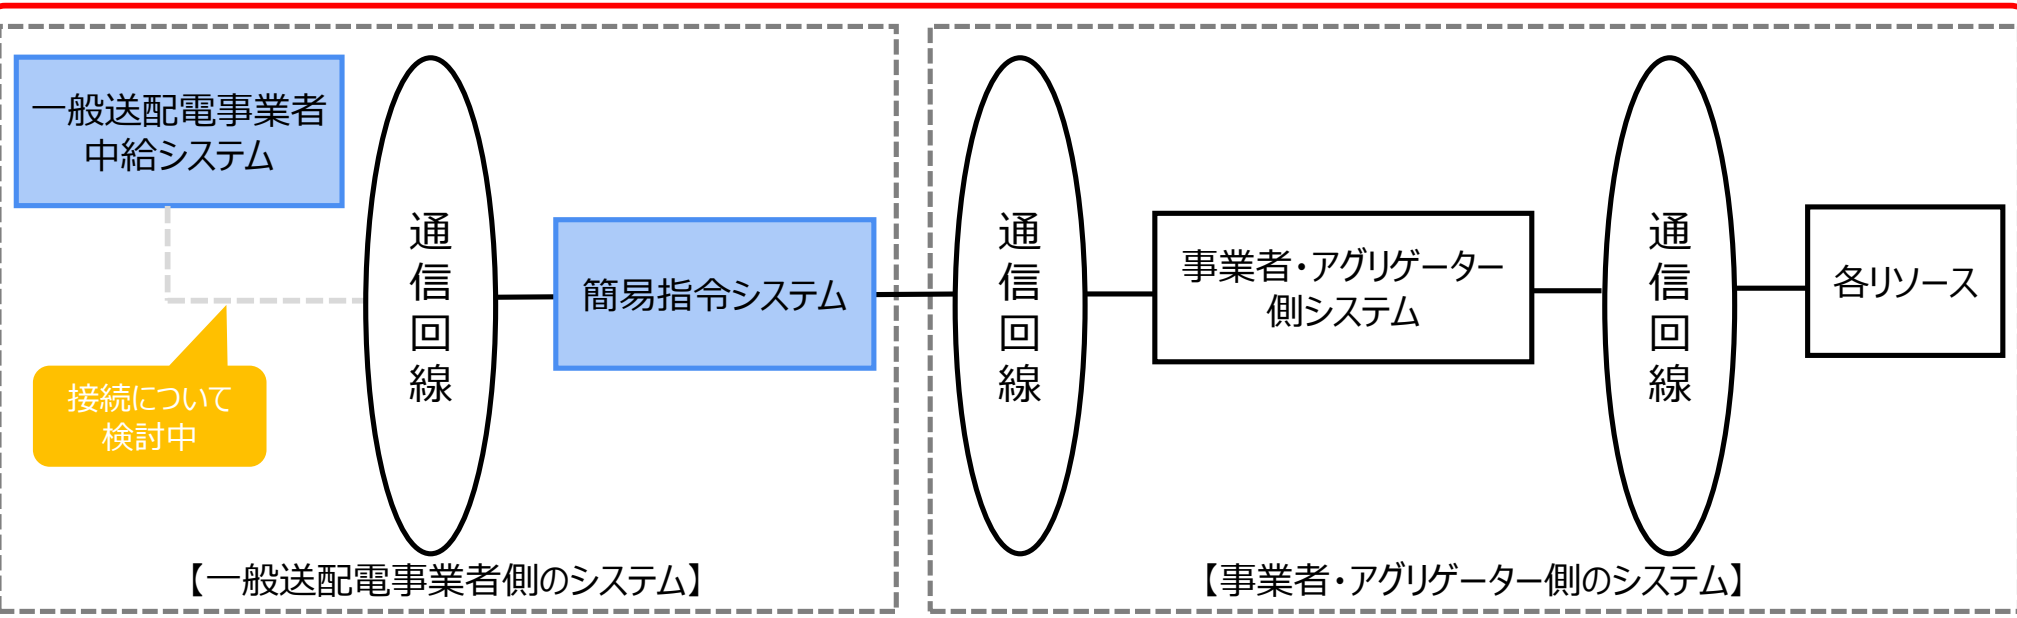 一般送配電事業者
中給システム
接続について
検討中
通信回線
簡易指令システム
【一般送配電事業者側のシステム】
通信回線
事業者・アグリゲーター
側システム
通信回線
各リソース
【事業者・アグリゲーター側のシステム】